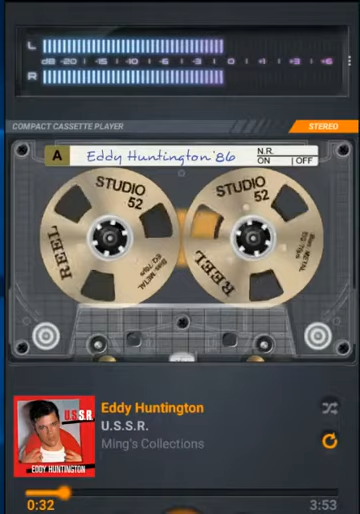 L
dB -20 -15 -10 -6 -3 0 +1 +3 +6
R
COMPACT CASSETTE PLAYER
STEREO
A
Eddy Huntington '86
N.R.
ON | OFF
STUDIO
52
REEL
STUDIO
52
REEL
U.S.S.R.
EDDY HUNTINGTON
Eddy Huntington
U.S.S.R.
Ming's Collections
0:32
3:53